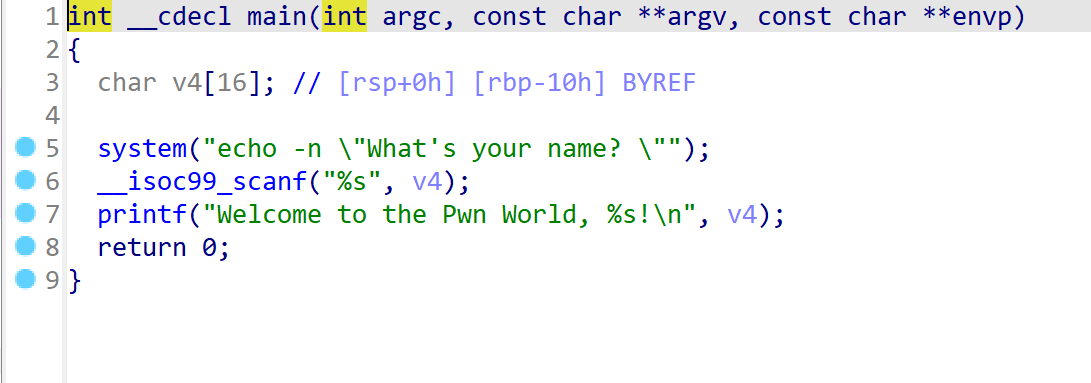 1 int __cdecl main(int argc, const char **argv, const char **envp)
2 {
3   char v4[16]; // [rsp+0h] [rbp-10h] BYREF
4
5   system("echo -n \"What's your name? \"");
6   __isoc99_scanf("%s", v4);
7   printf("Welcome to the Pwn World, %s!\n", v4);
8   return 0;
9 }